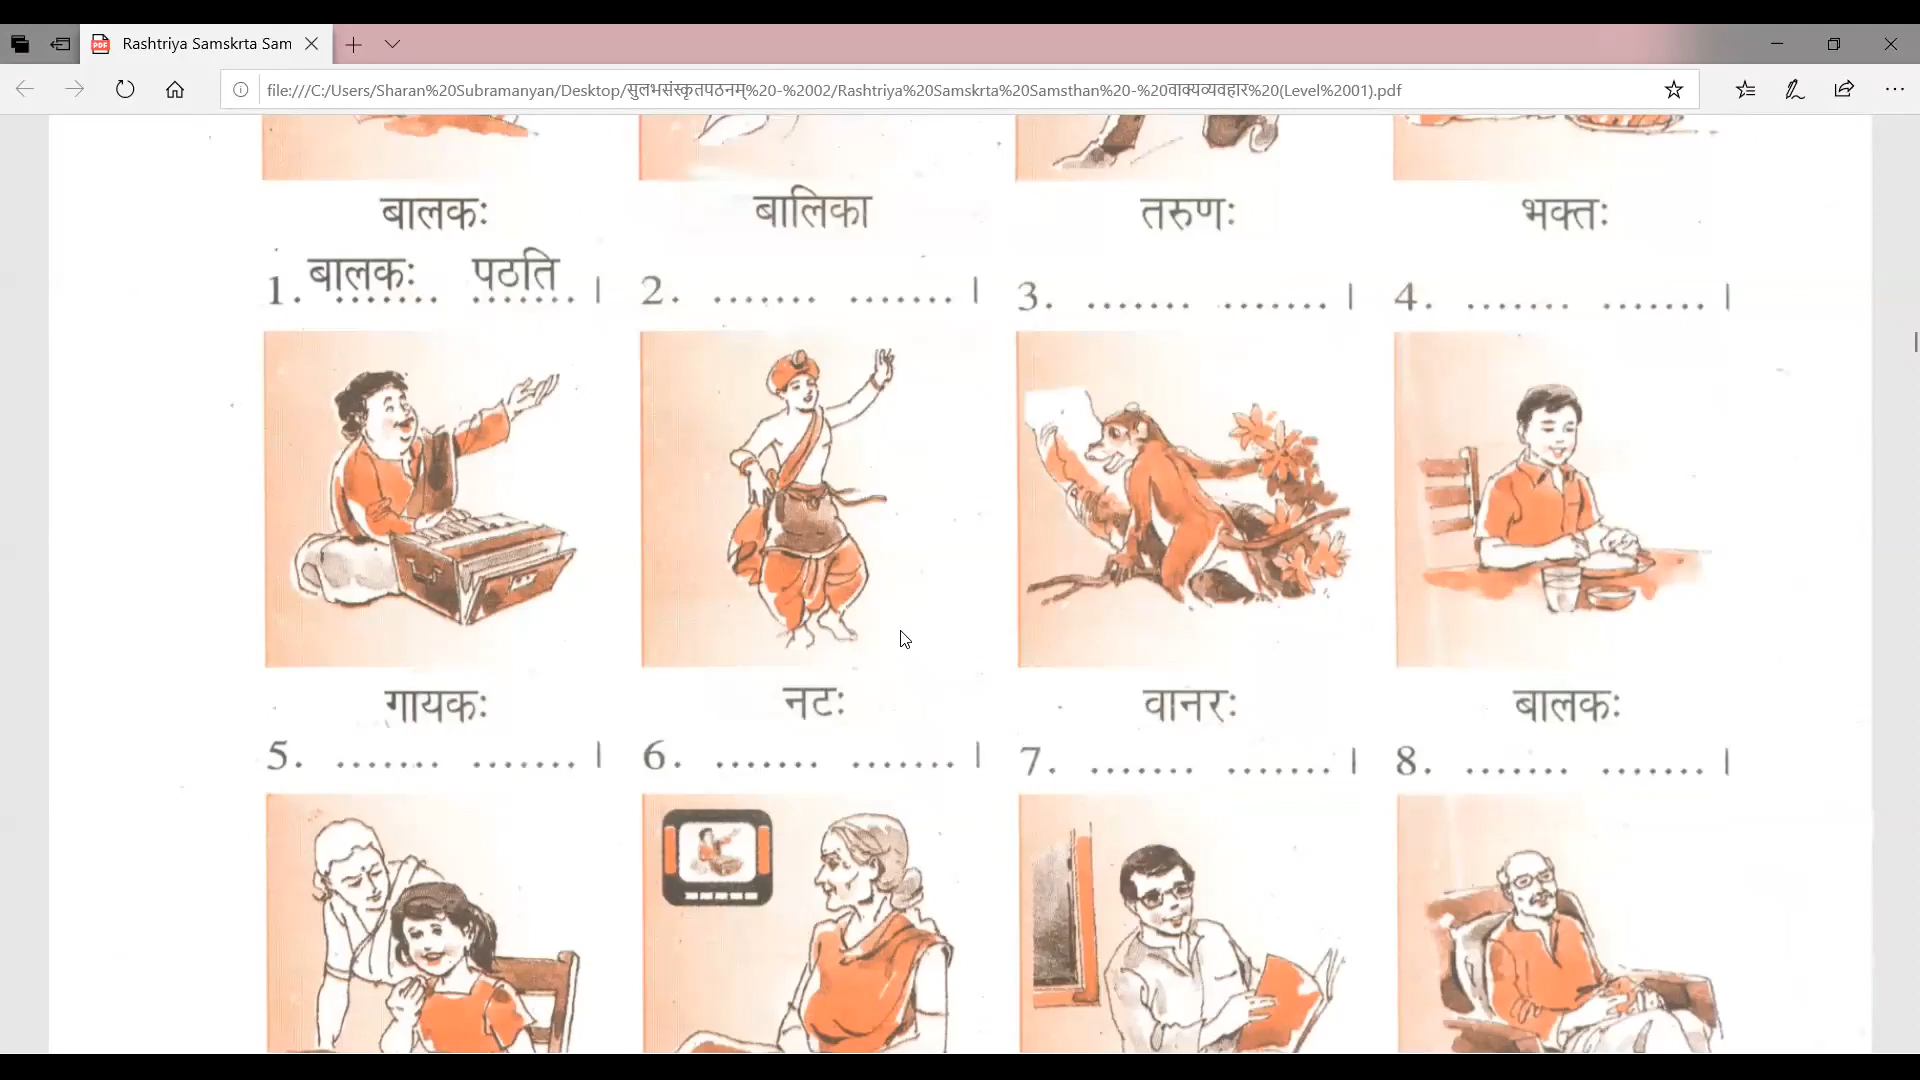 Rashtriya Samskrta Sam
file:///C:/Users/Sharan%20Subramanyan/Desktop/सुलभसंस्कृतपठनम्%20-%2002/Rashtriya%20Samskrta%20Samsthan%20-%20वाक्यव्यवहार%20(Level%2001).pdf
बालकः बालिका तरुणः भक्तः
1. बालकः पठति । 2. ....... ....... । 3. ....... ....... । 4. ....... ....... ।
गायकः नटः वानरः बालकः
5. ....... ....... । 6. ....... ....... । 7. ....... ....... । 8. ....... ....... ।